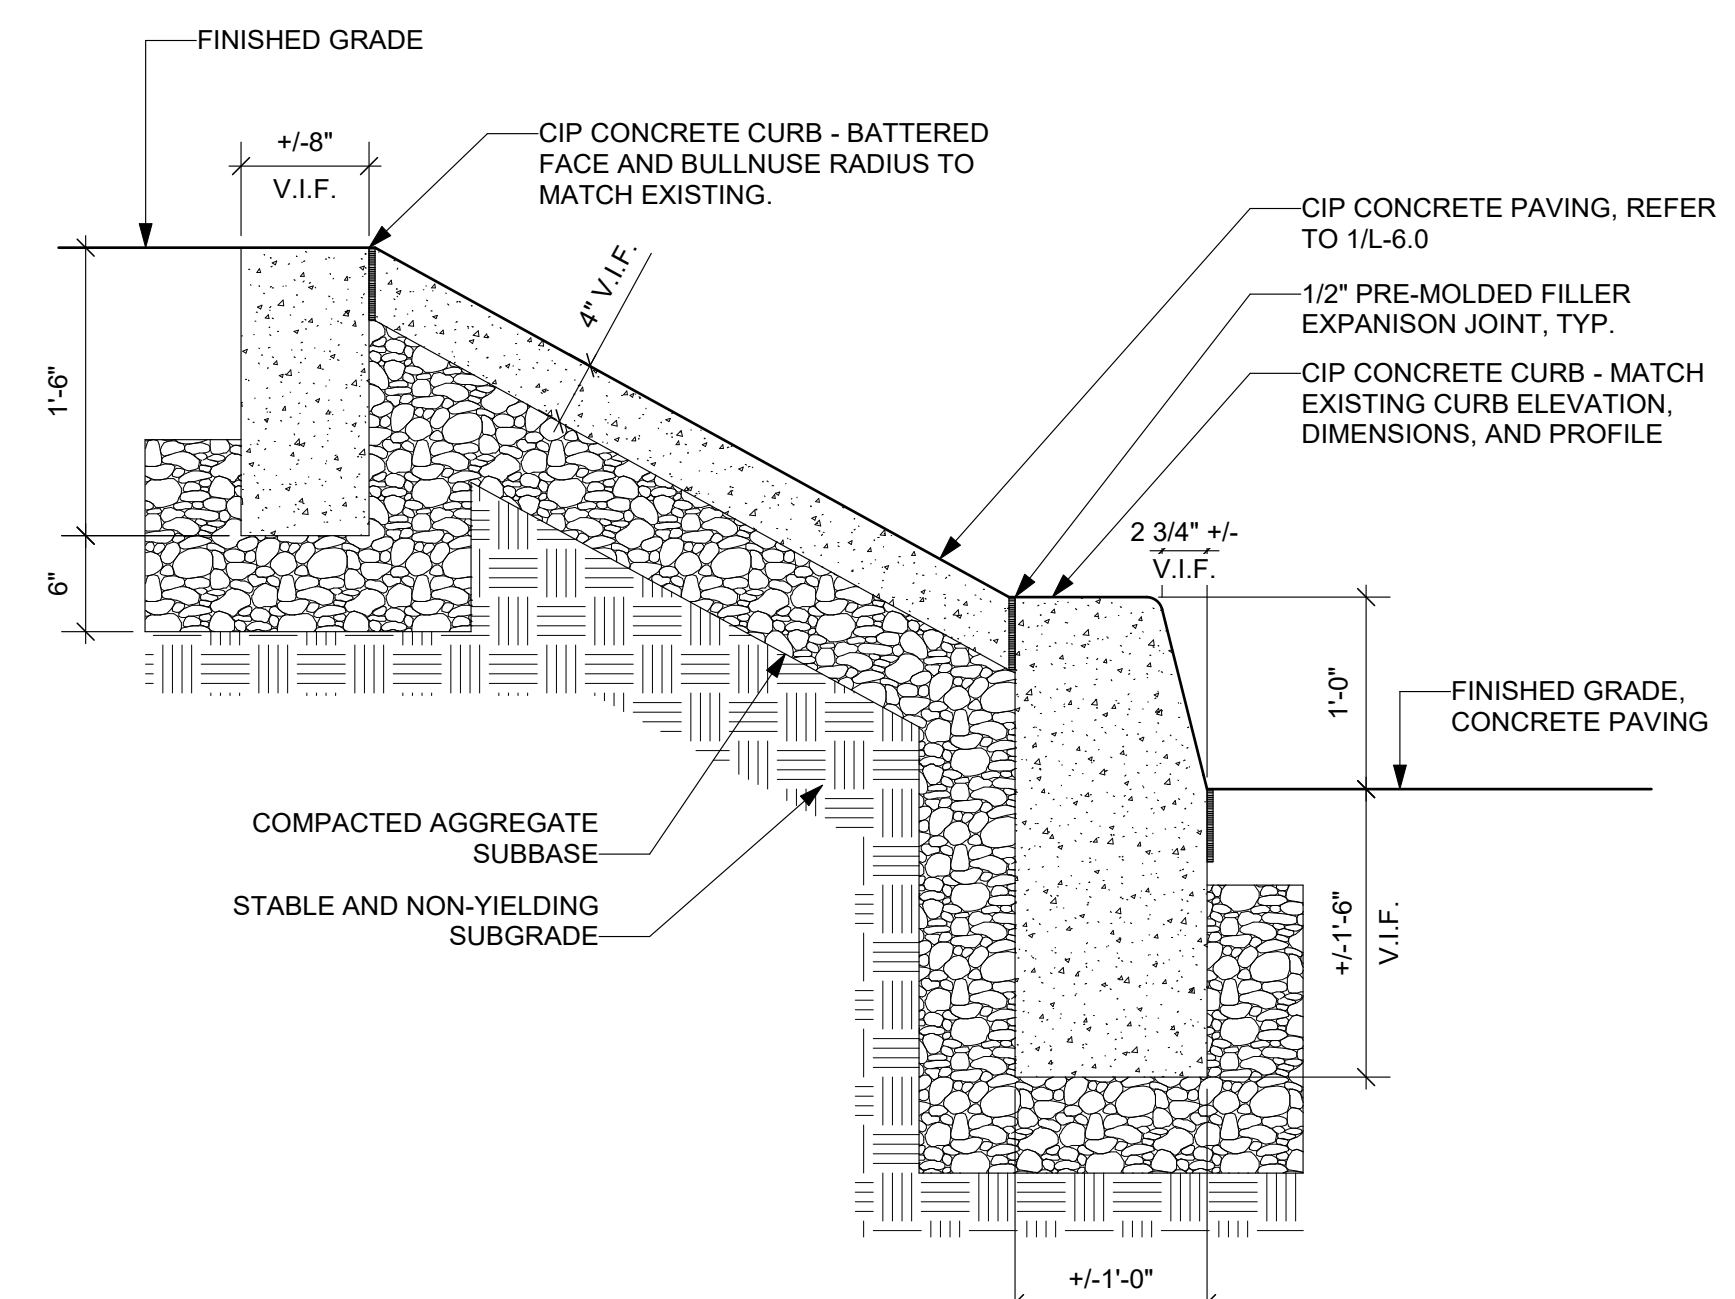 FINISHED GRADE
+/-8"
V.I.F.
CIP CONCRETE CURB - BATTERED
FACE AND BULLNUSE RADIUS TO
MATCH EXISTING.
4" V.I.F.
CIP CONCRETE PAVING, REFER
TO 1/L-6.0
1/2" PRE-MOLDED FILLER
EXPANISON JOINT, TYP.
CIP CONCRETE CURB - MATCH
EXISTING CURB ELEVATION,
DIMENSIONS, AND PROFILE
1'-6"
6"
2 3/4" +/-
V.I.F.
1'-0"
FINISHED GRADE,
CONCRETE PAVING
COMPACTED AGGREGATE
SUBBASE
STABLE AND NON-YIELDING
SUBGRADE
+/-1'-6"
V.I.F.
+/-1'-0"